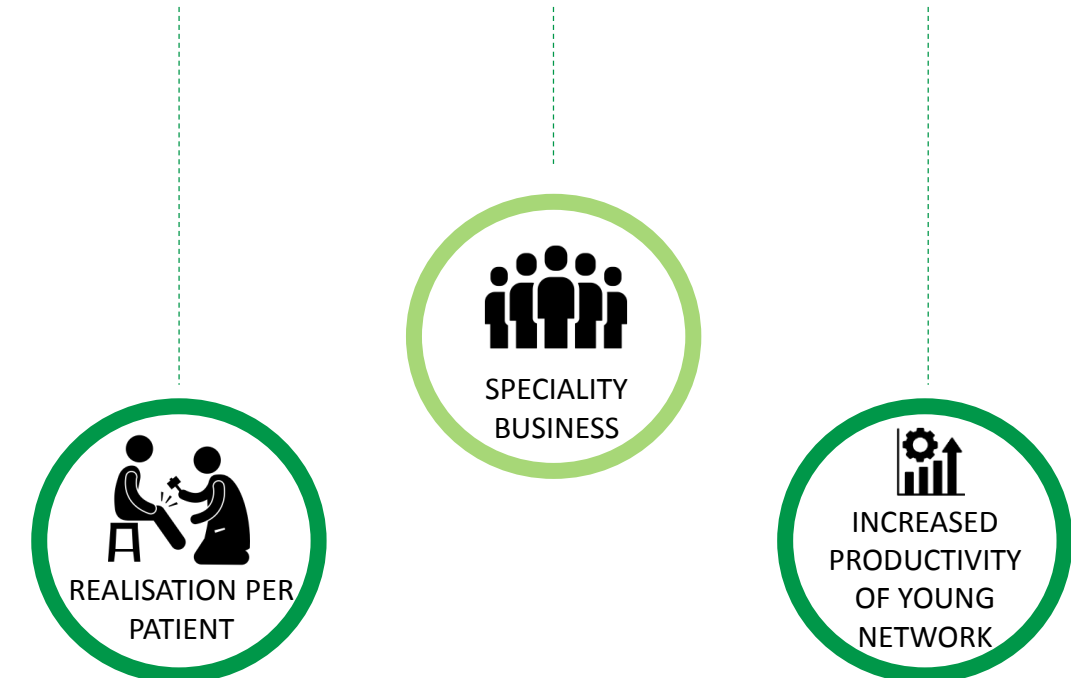 SPECIALITY
BUSINESS
REALISATION PER
PATIENT
INCREASED
PRODUCTIVITY
OF YOUNG
NETWORK